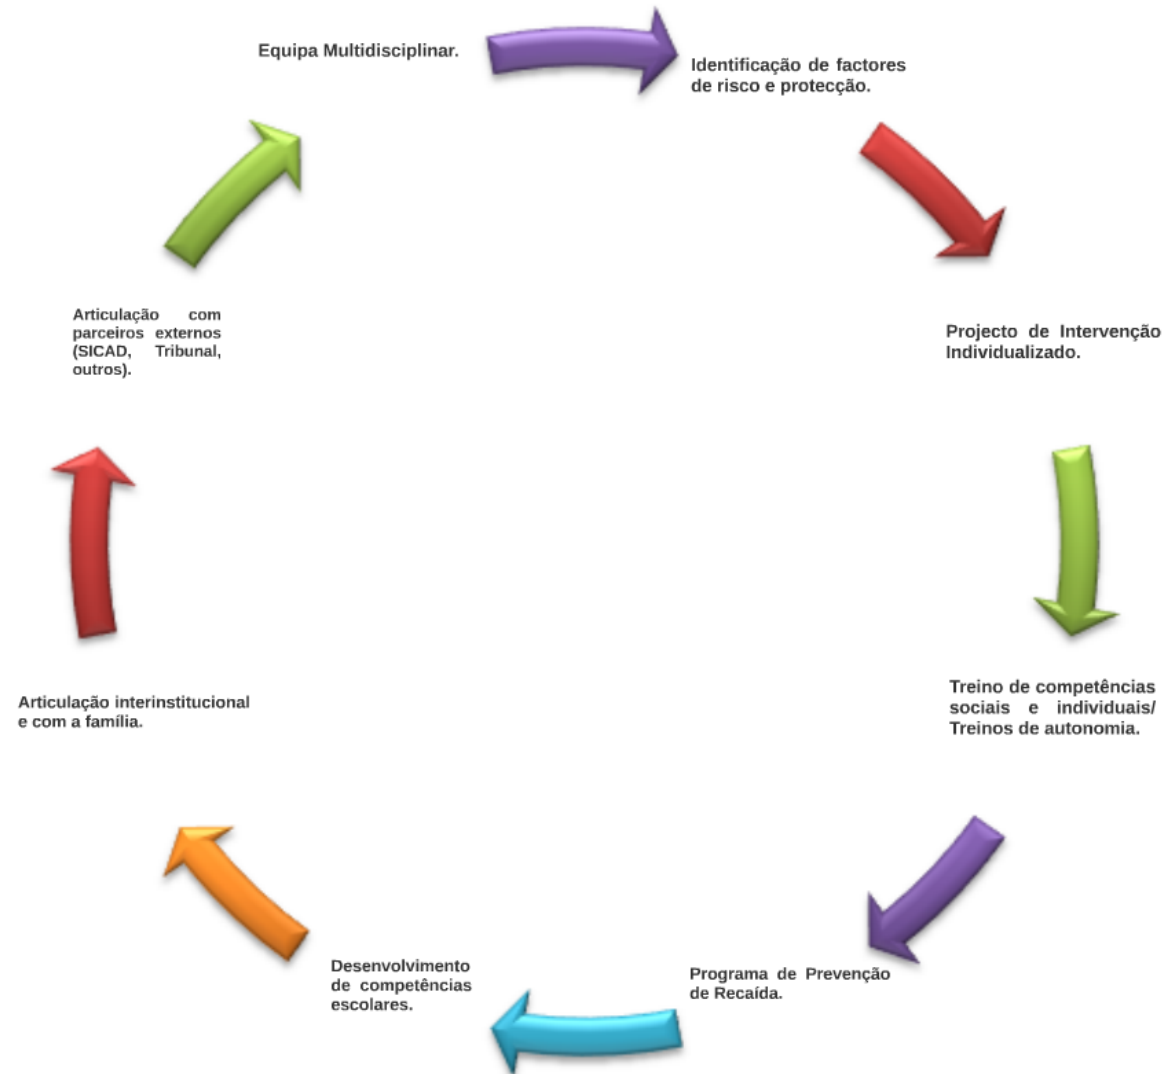 Equipa Multidisciplinar.
Identificação de factores
de risco e protecção.
Projecto de Intervenção
Individualizado.
Treino de competências
sociais e individuais/
Treinos de autonomia.
Programa de Prevenção
de Recaída.
Desenvolvimento
de competências
escolares.
Articulação interinstitucional
e com a família.
Articulação com
parceiros externos
(SICAD, Tribunal,
outros).